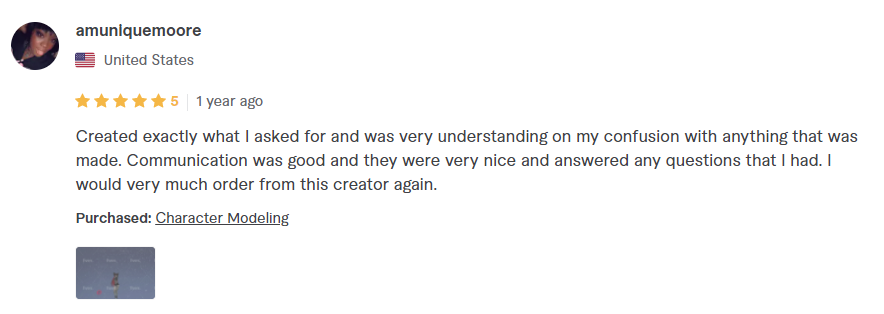 amuniquemoore
United States
5 | 1 year ago
Created exactly what I asked for and was very understanding on my confusion with anything that was
made. Communication was good and they were very nice and answered any questions that I had. I
would very much order from this creator again.
Purchased: Character Modeling